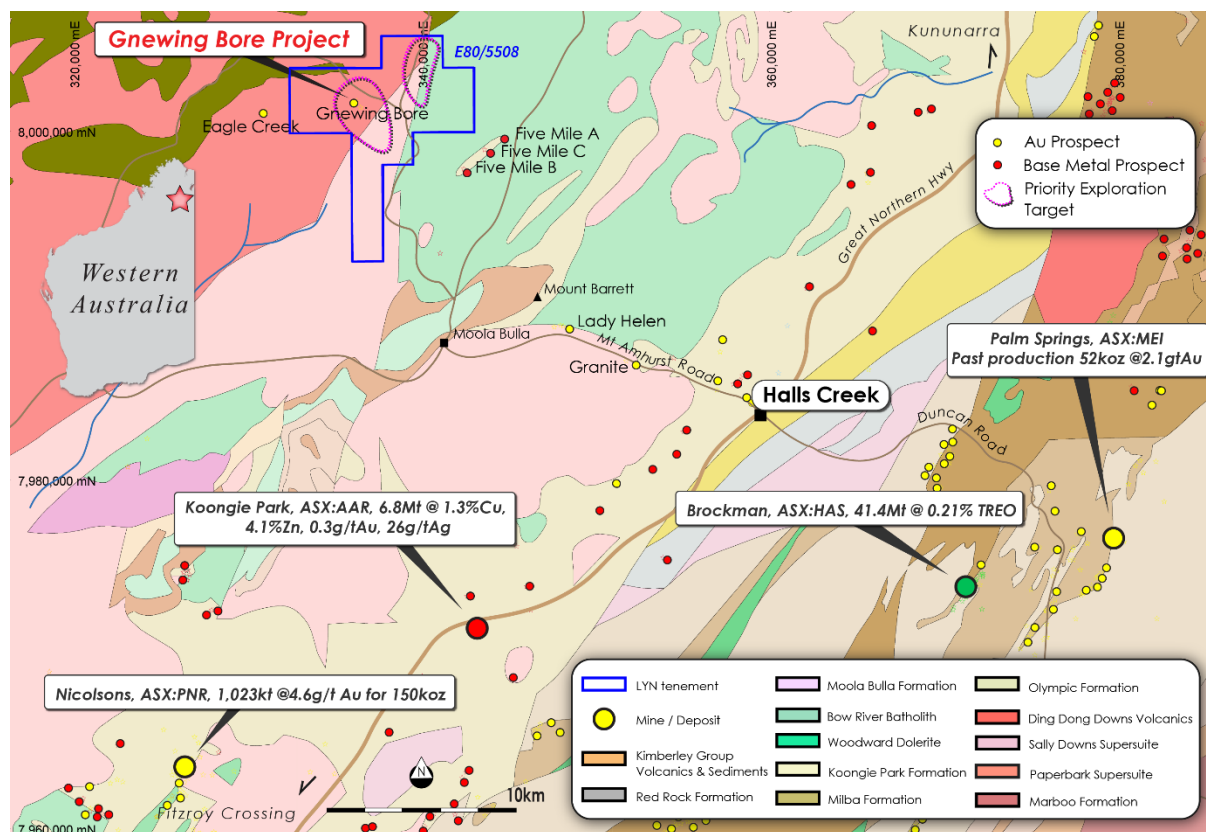 320,000 mE
340,000 mE
360,000 mE
380,000 mE
Gnewing Bore Project
E80/5508
Kununarra
8,000,000 mN
Eagle Creek
Gnewing Bore
Five Mile A
Five Mile C
Five Mile B
Au Prospect
Base Metal Prospect
Priority Exploration
Target
Great Northern Hwy
Western
Australia
Mount Barrett
Moola Bulla
Lady Helen
Mt Amhurst Road
Granite
Halls Creek
Palm Springs, ASX:MEI
Past production 52koz @2.1gtAu
Duncan Road
7,980,000 mN
Koongie Park, ASX:AAR, 6.8Mt @ 1.3%Cu,
4.1%Zn, 0.3g/tAu, 26g/tAg
Brockman, ASX:HAS, 41.4Mt @ 0.21% TREO
Nicolsons, ASX:PNR, 1,023kt @4.6g/t Au for 150koz
Fitzroy Crossing
7,960,000 mN
N
10km
LYN tenement
Mine / Deposit
Kimberley Group
Volcanics & Sediments
Red Rock Formation
Moola Bulla Formation
Bow River Batholith
Woodward Dolerite
Koongie Park Formation
Milba Formation
Olympic Formation
Ding Dong Downs Volcanics
Sally Downs Supersuite
Paperbark Supersuite
Marboo Formation